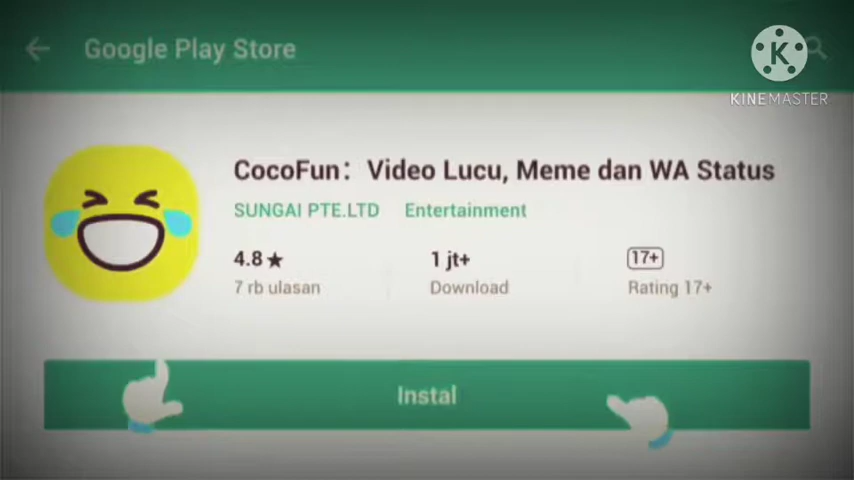 Google Play Store
K
KINEMASTER
CocoFun: Video Lucu, Meme dan WA Status
SUNGAI PTE.LTD Entertainment
4.8★ 1 jt+ 17+
7 rb ulasan Download Rating 17+
Instal